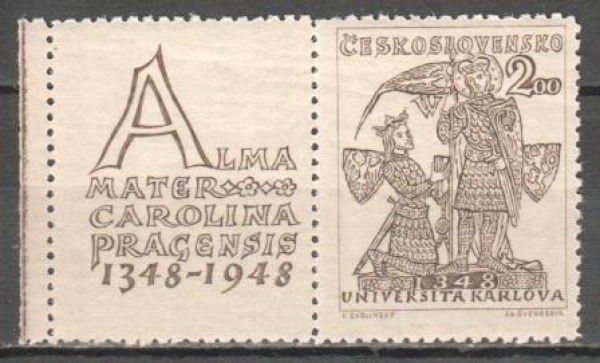 ALMA
MATER
CAROLINA
PRAGENSIS
1348-1948
ČESKOSLOVENSKO
2.00
1348
UNIVERSITA KARLOVA